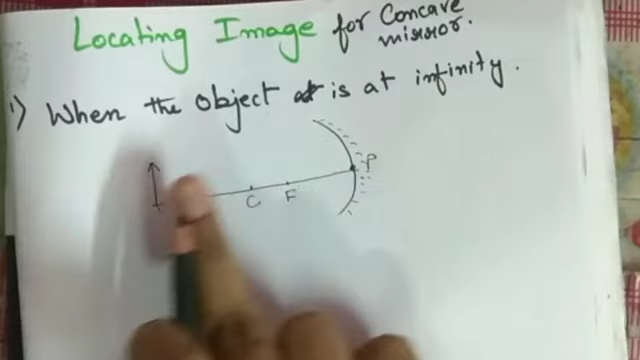 Locating Image for Concave
mirror.
1) When the object is at infinity.
P
C F